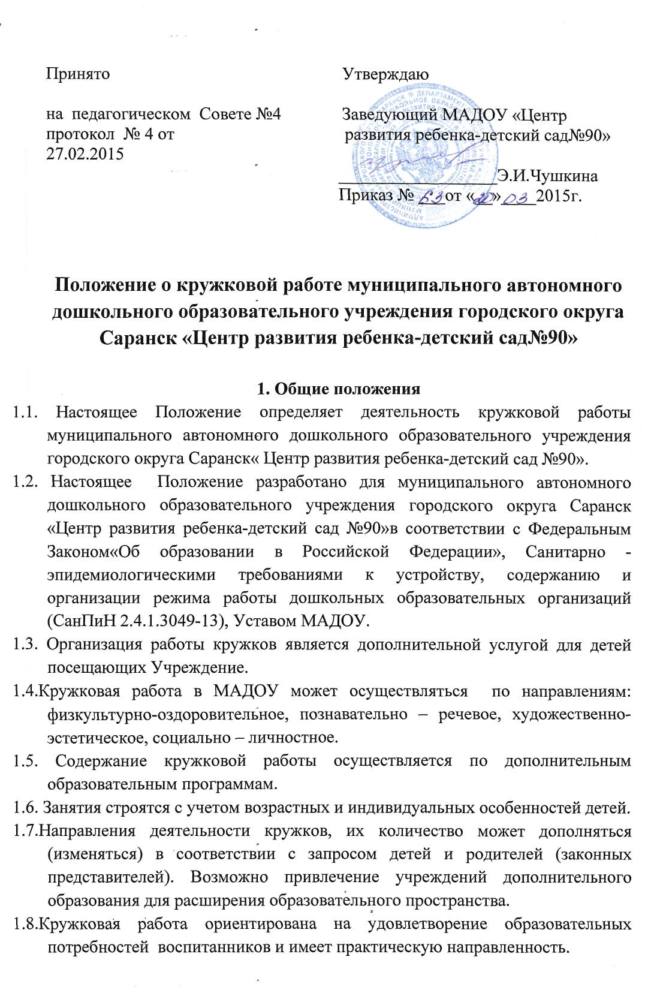 Принято
Утверждаю
на педагогическом Совете №4
протокол № 4 от
27.02.2015
Заведующий МАДОУ «Центр
развития ребенка-детский сад№90»
Э.И.Чушкина
Приказ № 63 от «20» 03 2015г.
Положение о кружковой работе муниципального автономного
дошкольного образовательного учреждения городского округа
Саранск «Центр развития ребенка-детский сад№90»
1. Общие положения
1.1. Настоящее Положение определяет деятельность кружковой работы
муниципального автономного дошкольного образовательного учреждения
городского округа Саранск« Центр развития ребенка-детский сад №90».
1.2. Настоящее Положение разработано для муниципального автономного
дошкольного образовательного учреждения городского округа Саранск
«Центр развития ребенка-детский сад №90»в соответствии с Федеральным
Законом«Об образовании в Российской Федерации», Санитарно -
эпидемиологическими требованиями к устройству, содержанию и
организации режима работы дошкольных образовательных организаций
(СанПиН 2.4.1.3049-13), Уставом МАДОУ.
1.3. Организация работы кружков является дополнительной услугой для детей
посещающих Учреждение.
1.4.Кружковая работа в МАДОУ может осуществляться по направлениям:
физкультурно-оздоровительное, познавательно – речевое, художественно-
эстетическое, социально – личностное.
1.5. Содержание кружковой работы осуществляется по дополнительным
образовательным программам.
1.6. Занятия строятся с учетом возрастных и индивидуальных особенностей детей.
1.7.Направления деятельности кружков, их количество может дополняться
(изменяться) в соответствии с запросом детей и родителей (законных
представителей). Возможно привлечение учреждений дополнительного
образования для расширения образовательного пространства.
1.8.Кружковая работа ориентирована на удовлетворение образовательных
потребностей воспитанников и имеет практическую направленность.